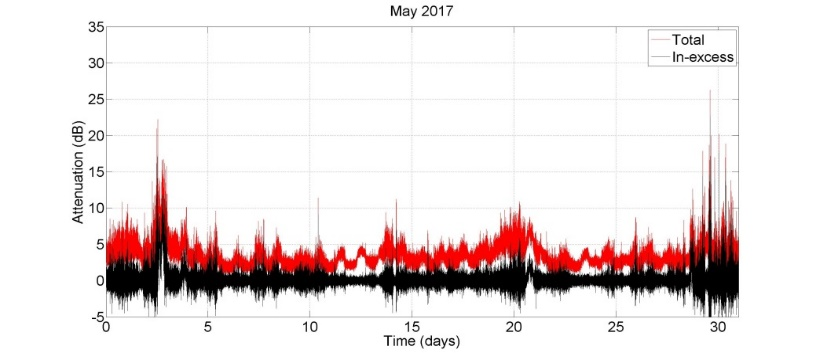 May 2017
Total
In-excess
Attenuation (dB)
35
30
25
20
15
10
5
0
-5
0 5 10 15 20 25 30
Time (days)